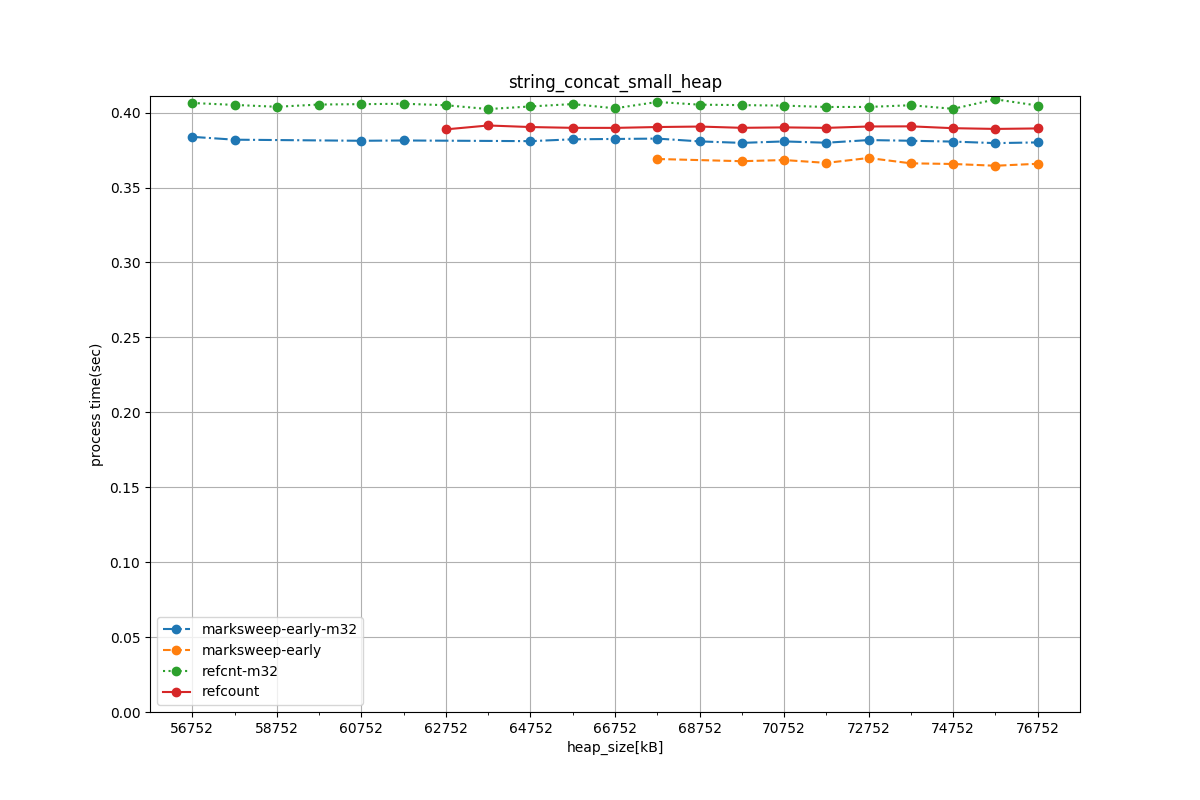 string_concat_small_heap
process time(sec)
0.40
0.35
0.30
0.25
0.20
0.15
0.10
0.05
0.00
marksweep-early-m32
marksweep-early
refcnt-m32
refcount
56752 58752 60752 62752 64752 66752 68752 70752 72752 74752 76752
heap_size[kB]